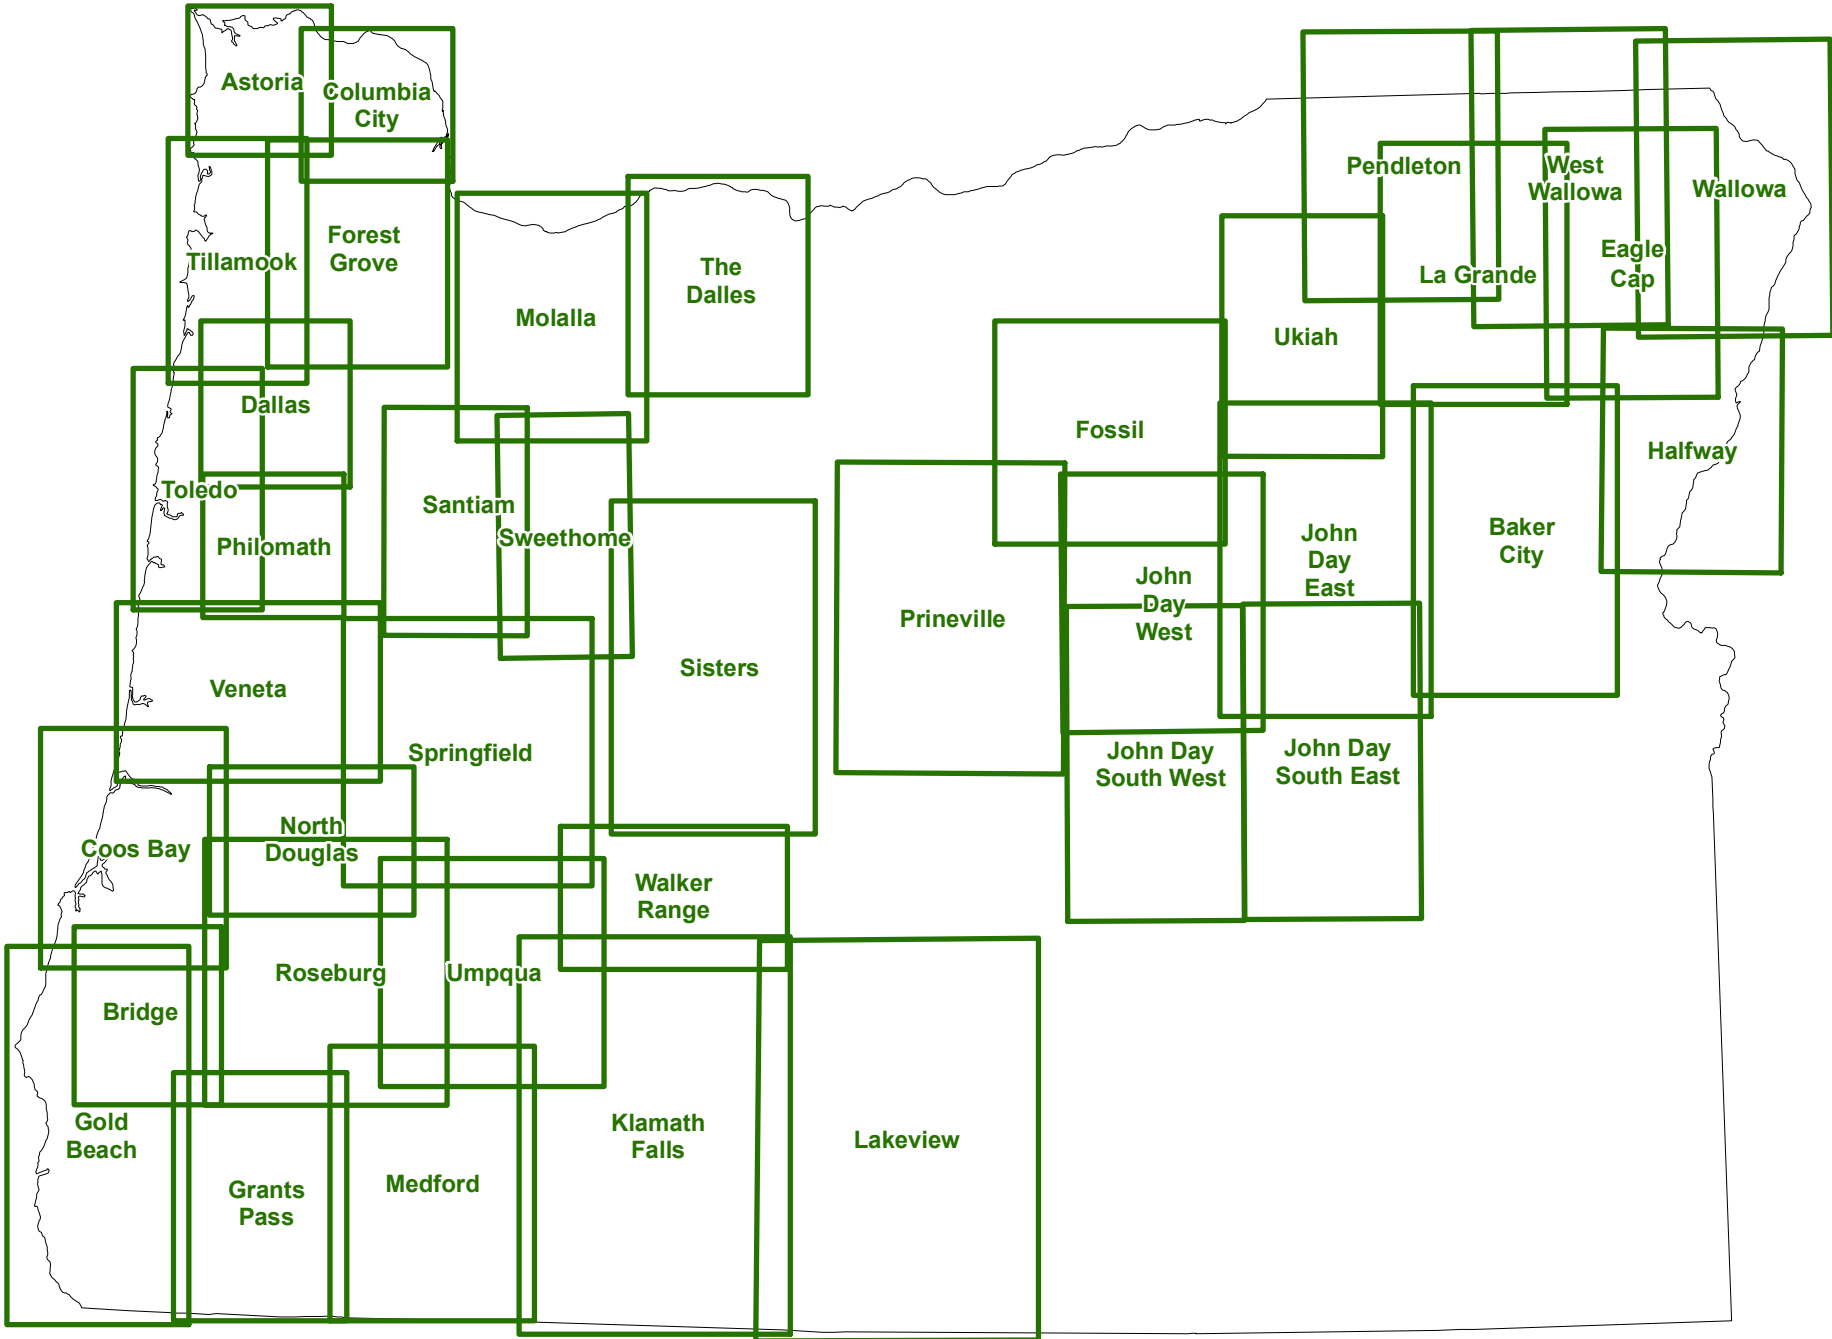 Astoria
Columbia
City
Pendleton
West
Wallowa
Wallowa
Tillamook
Forest
Grove
The
Dalles
Molalla
La Grande
Eagle
Cap
Ukiah
Dallas
Fossil
Halfway
Toledo
Santiam
Sweethome
Philomath
John
Day
East
Baker
City
John
Day
West
Prineville
Sisters
Veneta
Springfield
John Day
South West
John Day
South East
North
Douglas
Coos Bay
Walker
Range
Roseburg
Umpqua
Bridge
Gold
Beach
Klamath
Falls
Lakeview
Grants
Pass
Medford